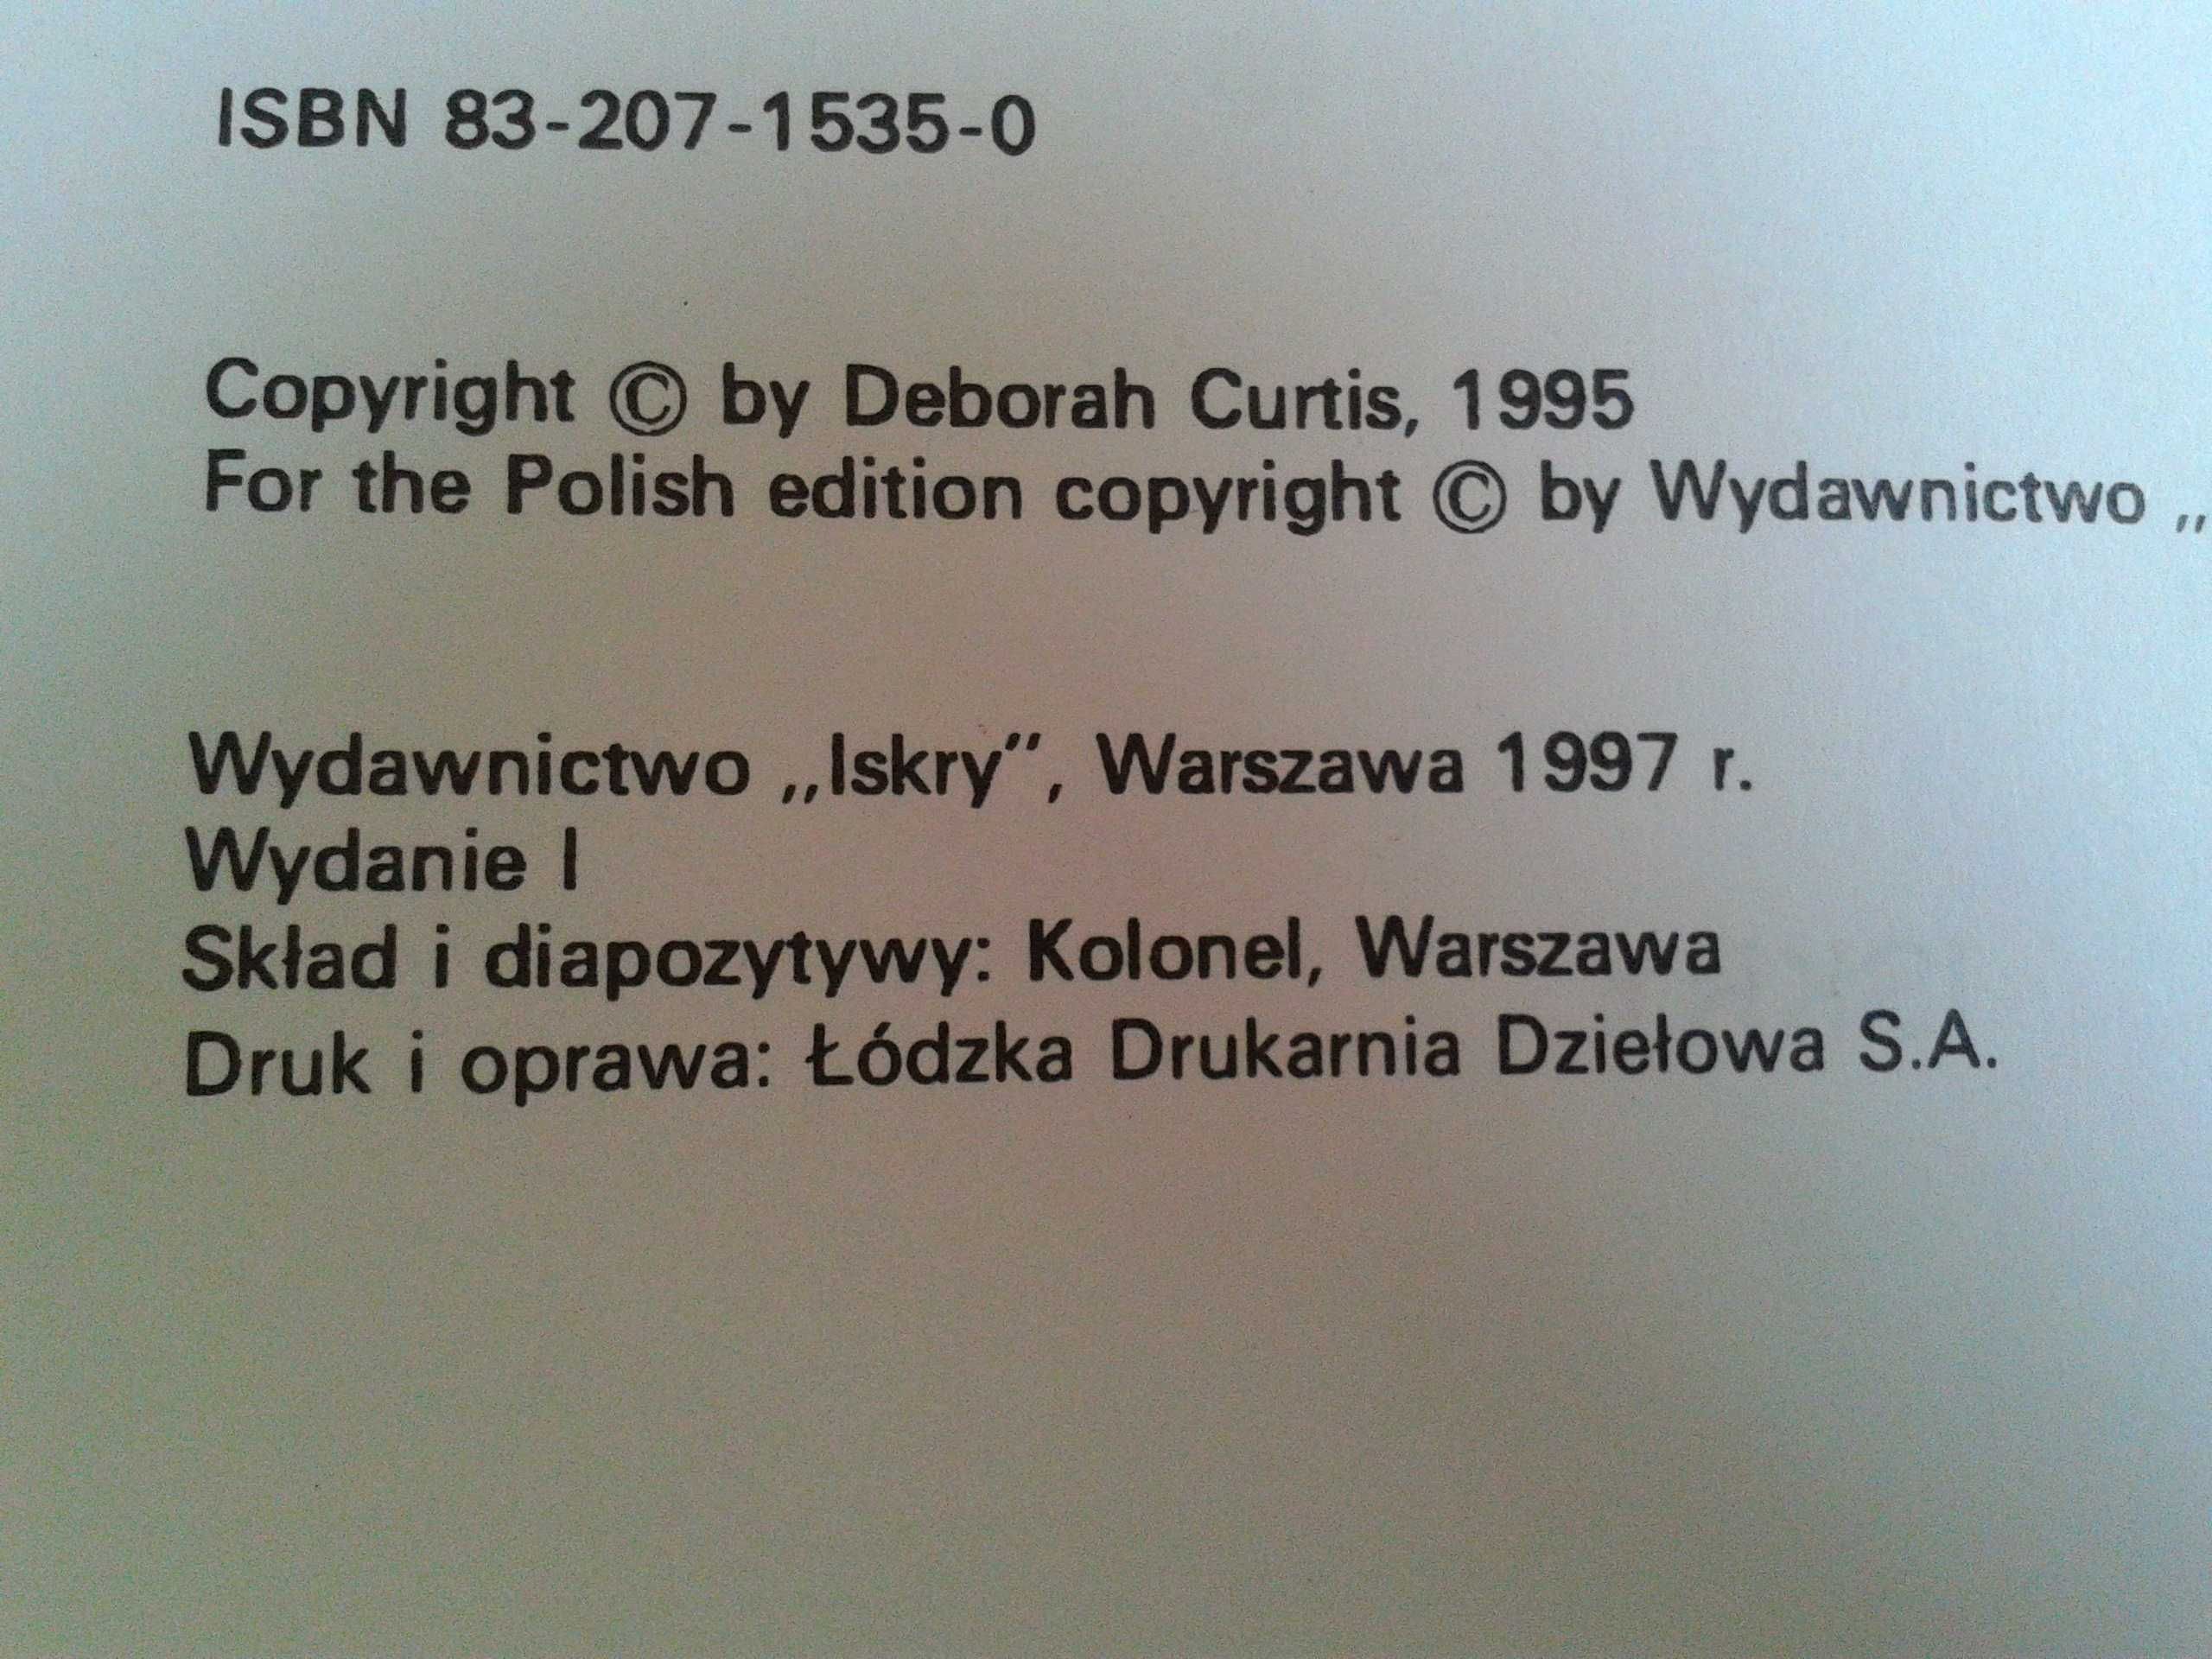 ISBN 83-207-1535-0
Copyright © by Deborah Curtis, 1995
For the Polish edition copyright © by Wydawnictwo „
Wydawnictwo „Iskry”, Warszawa 1997 r.
Wydanie I
Skład i diapozytywy: Kolonel, Warszawa
Druk i oprawa: Łódzka Drukarnia Dziełowa S.A.